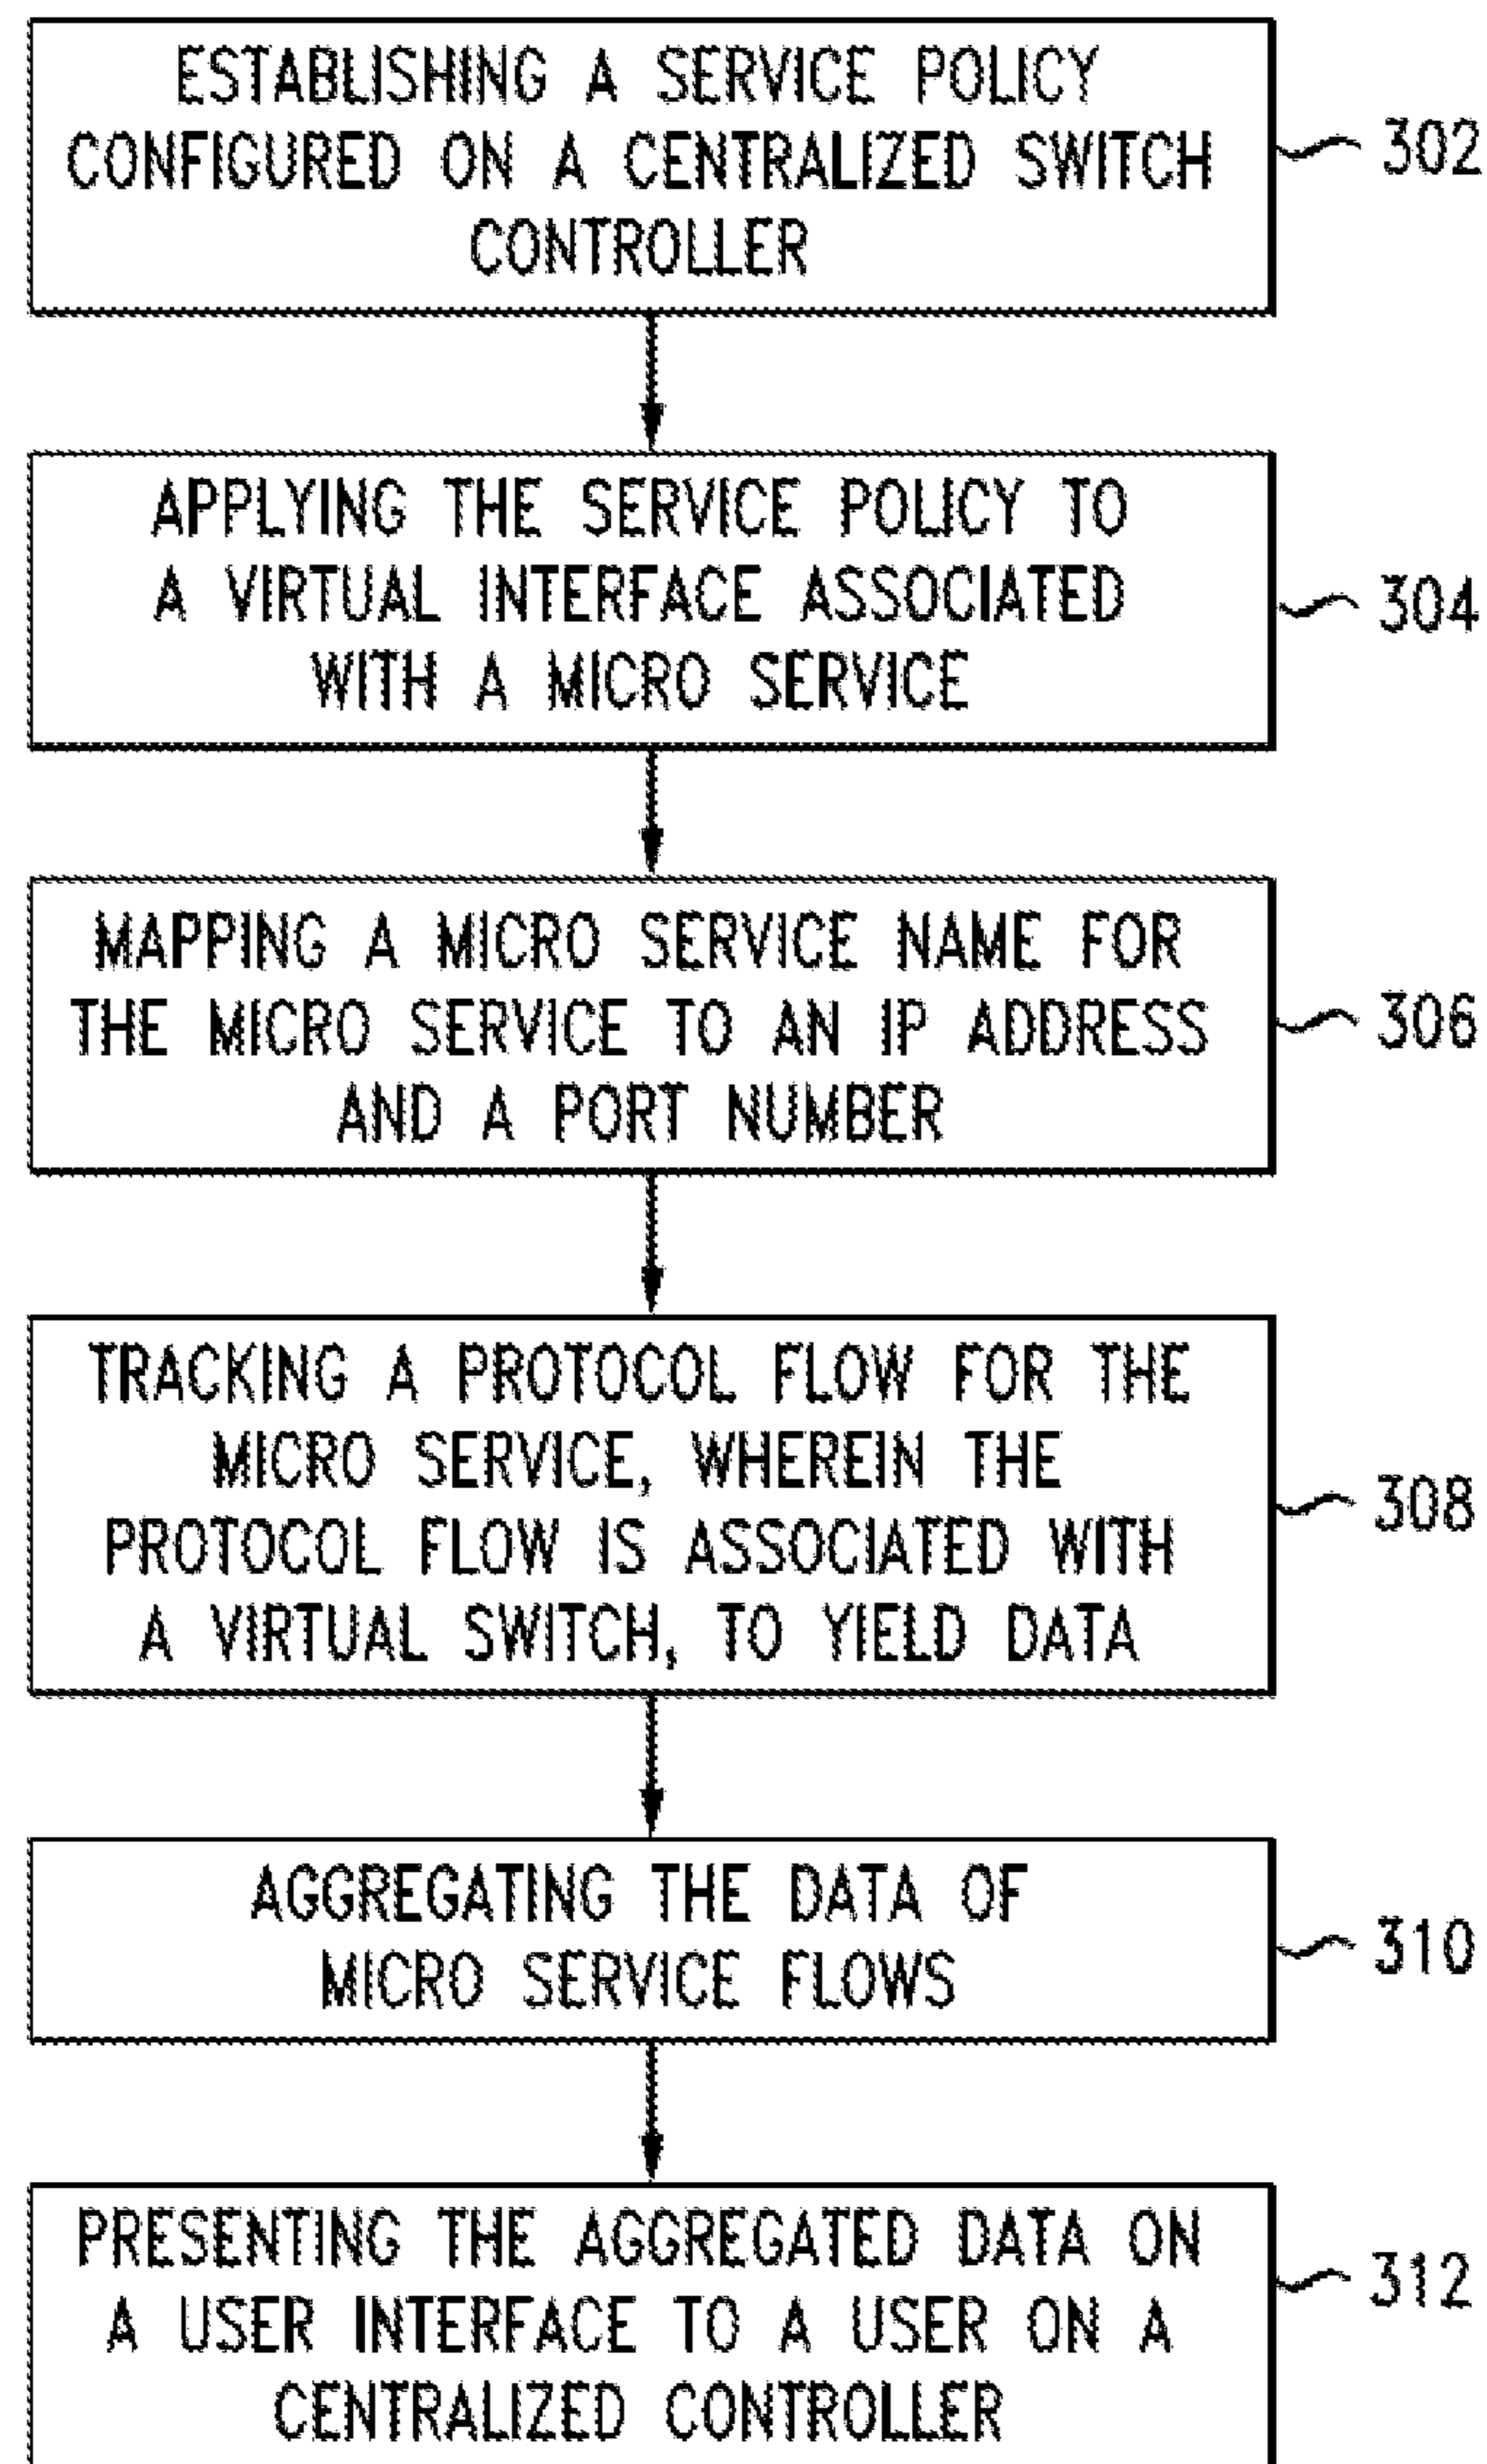 ESTABLISHING A SERVICE POLICY
CONFIGURED ON A CENTRALIZED SWITCH
CONTROLLER
302
APPLYING THE SERVICE POLICY TO
A VIRTUAL INTERFACE ASSOCIATED
WITH A MICRO SERVICE
304
MAPPING A MICRO SERVICE NAME FOR
THE MICRO SERVICE TO AN IP ADDRESS
AND A PORT NUMBER
306
TRACKING A PROTOCOL FLOW FOR THE
MICRO SERVICE, WHEREIN THE
PROTOCOL FLOW IS ASSOCIATED WITH
A VIRTUAL SWITCH, TO YIELD DATA
308
AGGREGATING THE DATA OF
MICRO SERVICE FLOWS
310
PRESENTING THE AGGREGATED DATA ON
A USER INTERFACE TO A USER ON A
CENTRALIZED CONTROLLER
312